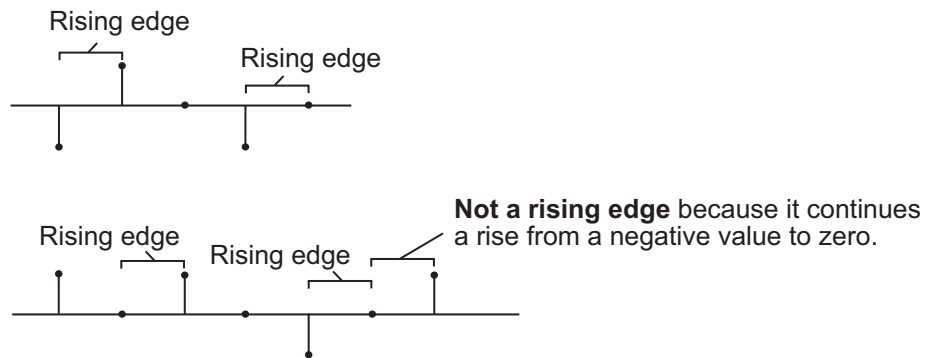 Rising edge
Rising edge
Not a rising edge because it continues
a rise from a negative value to zero.
Rising edge
Rising edge